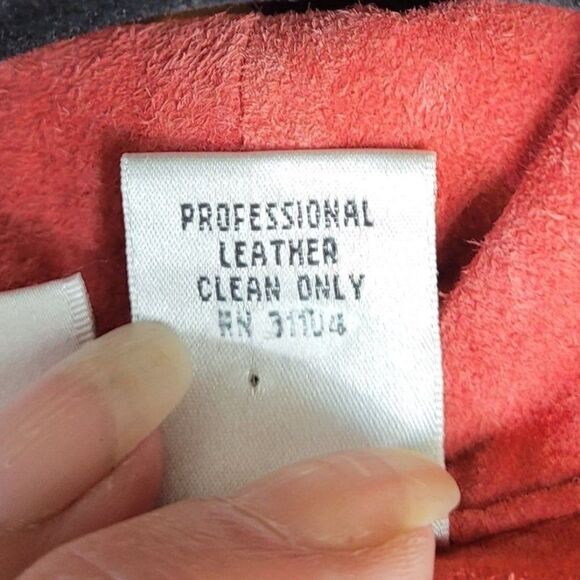 PROFESSIONAL
LEATHER
CLEAN ONLY
RN 31104